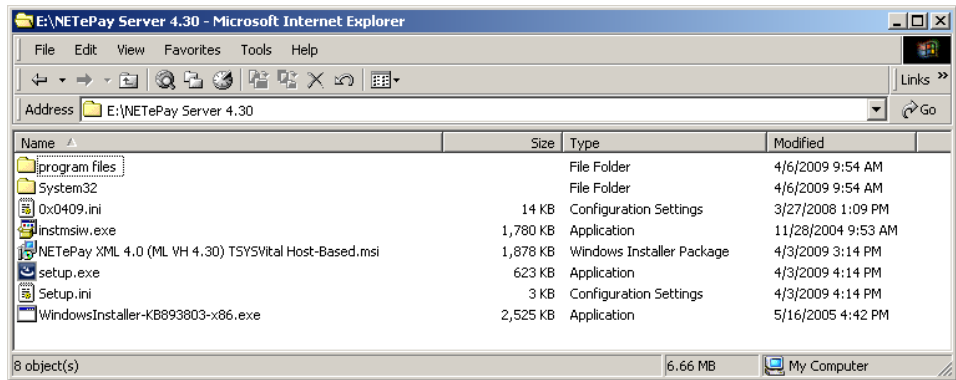 E:\NETePay Server 4.30 - Microsoft Internet Explorer
File Edit View Favorites Tools Help
Links »
Address E:\NETePay Server 4.30 Go
Name Size Type Modified
program files File Folder 4/6/2009 9:54 AM
System32 File Folder 4/6/2009 9:54 AM
0x0409.ini 14 KB Configuration Settings 3/27/2008 1:09 PM
instmsiw.exe 1,780 KB Application 11/28/2004 9:53 AM
NETePay XML 4.0 (ML VH 4.30) TSYSVital Host-Based.msi 1,878 KB Windows Installer Package 4/3/2009 3:14 PM
setup.exe 623 KB Application 4/3/2009 4:14 PM
Setup.ini 3 KB Configuration Settings 4/3/2009 4:14 PM
WindowsInstaller-KB893803-x86.exe 2,525 KB Application 5/16/2005 4:42 PM
8 object(s) 6.66 MB My Computer